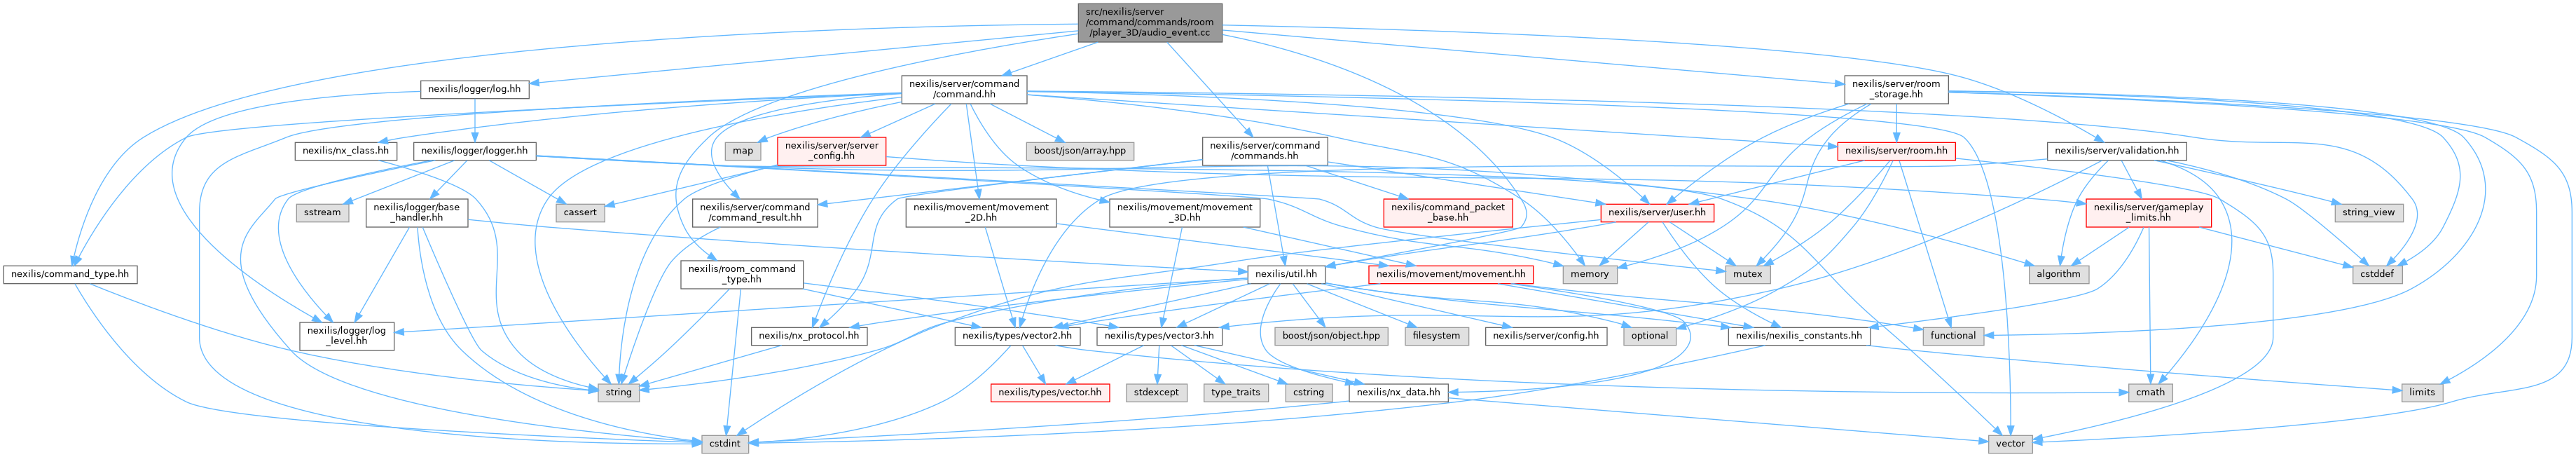 src/nexilis/server
/command/commands/room
/player_3D/audio_event.cc
nexilis/logger/log.hh
nexilis/server/command
/command.hh
nexilis/server/room
_storage.hh
nexilis/nx_class.hh
nexilis/logger/logger.hh
map
nexilis/server/server
_config.hh
boost/json/array.hpp
nexilis/server/command
/commands.hh
nexilis/server/room.hh
nexilis/server/validation.hh
sstream
nexilis/logger/base
_handler.hh
cassert
nexilis/server/command
/command_result.hh
nexilis/movement/movement
_2D.hh
nexilis/movement/movement
_3D.hh
nexilis/command_packet
_base.hh
nexilis/server/user.hh
nexilis/server/gameplay
_limits.hh
string_view
nexilis/command_type.hh
nexilis/room_command
_type.hh
nexilis/util.hh
nexilis/movement/movement.hh
memory
mutex
algorithm
cstddef
nexilis/logger/log
_level.hh
nexilis/nx_protocol.hh
nexilis/types/vector2.hh
nexilis/types/vector3.hh
boost/json/object.hpp
filesystem
nexilis/server/config.hh
optional
nexilis/nexilis_constants.hh
functional
string
nexilis/types/vector.hh
stdexcept
type_traits
cstring
nexilis/nx_data.hh
cmath
limits
cstdint
vector